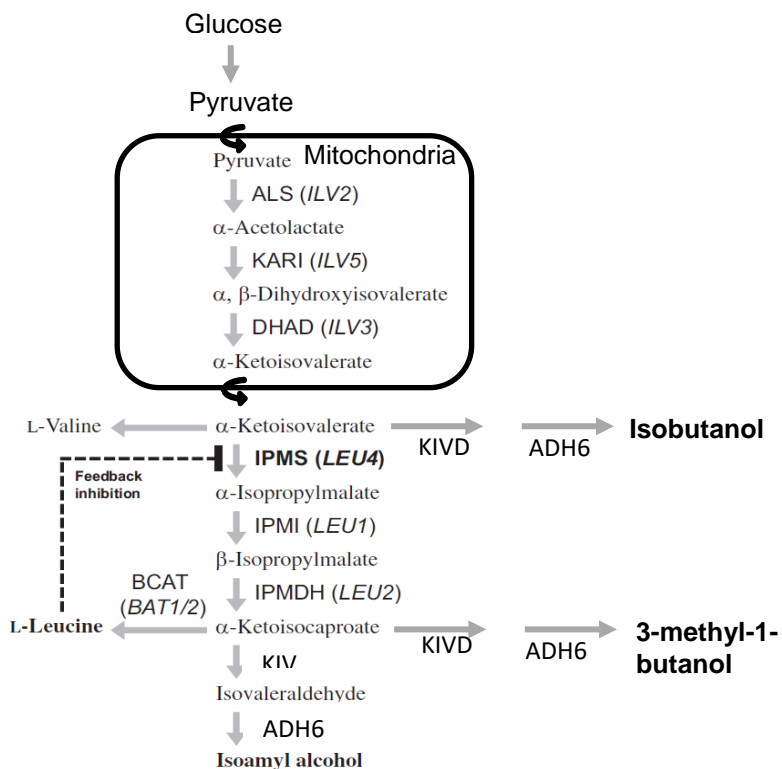 Glucose
Pyruvate
Mitochondria
Pyruvate
ALS (ILV2)
α-Acetolactate
KARI (ILV5)
α, β-Dihydroxyisovalerate
DHAD (ILV3)
α-Ketoisovalerate
L-Valine
α-Ketoisovalerate
KIVD
ADH6
Isobutanol
Feedback
inhibition
IPMS (LEU4)
α-Isopropylmalate
IPMI (LEU1)
β-Isopropylmalate
BCAT
(BAT1/2)
IPMDH (LEU2)
L-Leucine
α-Ketoisocaproate
KIVD
ADH6
3-methyl-1-
butanol
KIV
Isovaleraldehyde
ADH6
Isoamyl alcohol